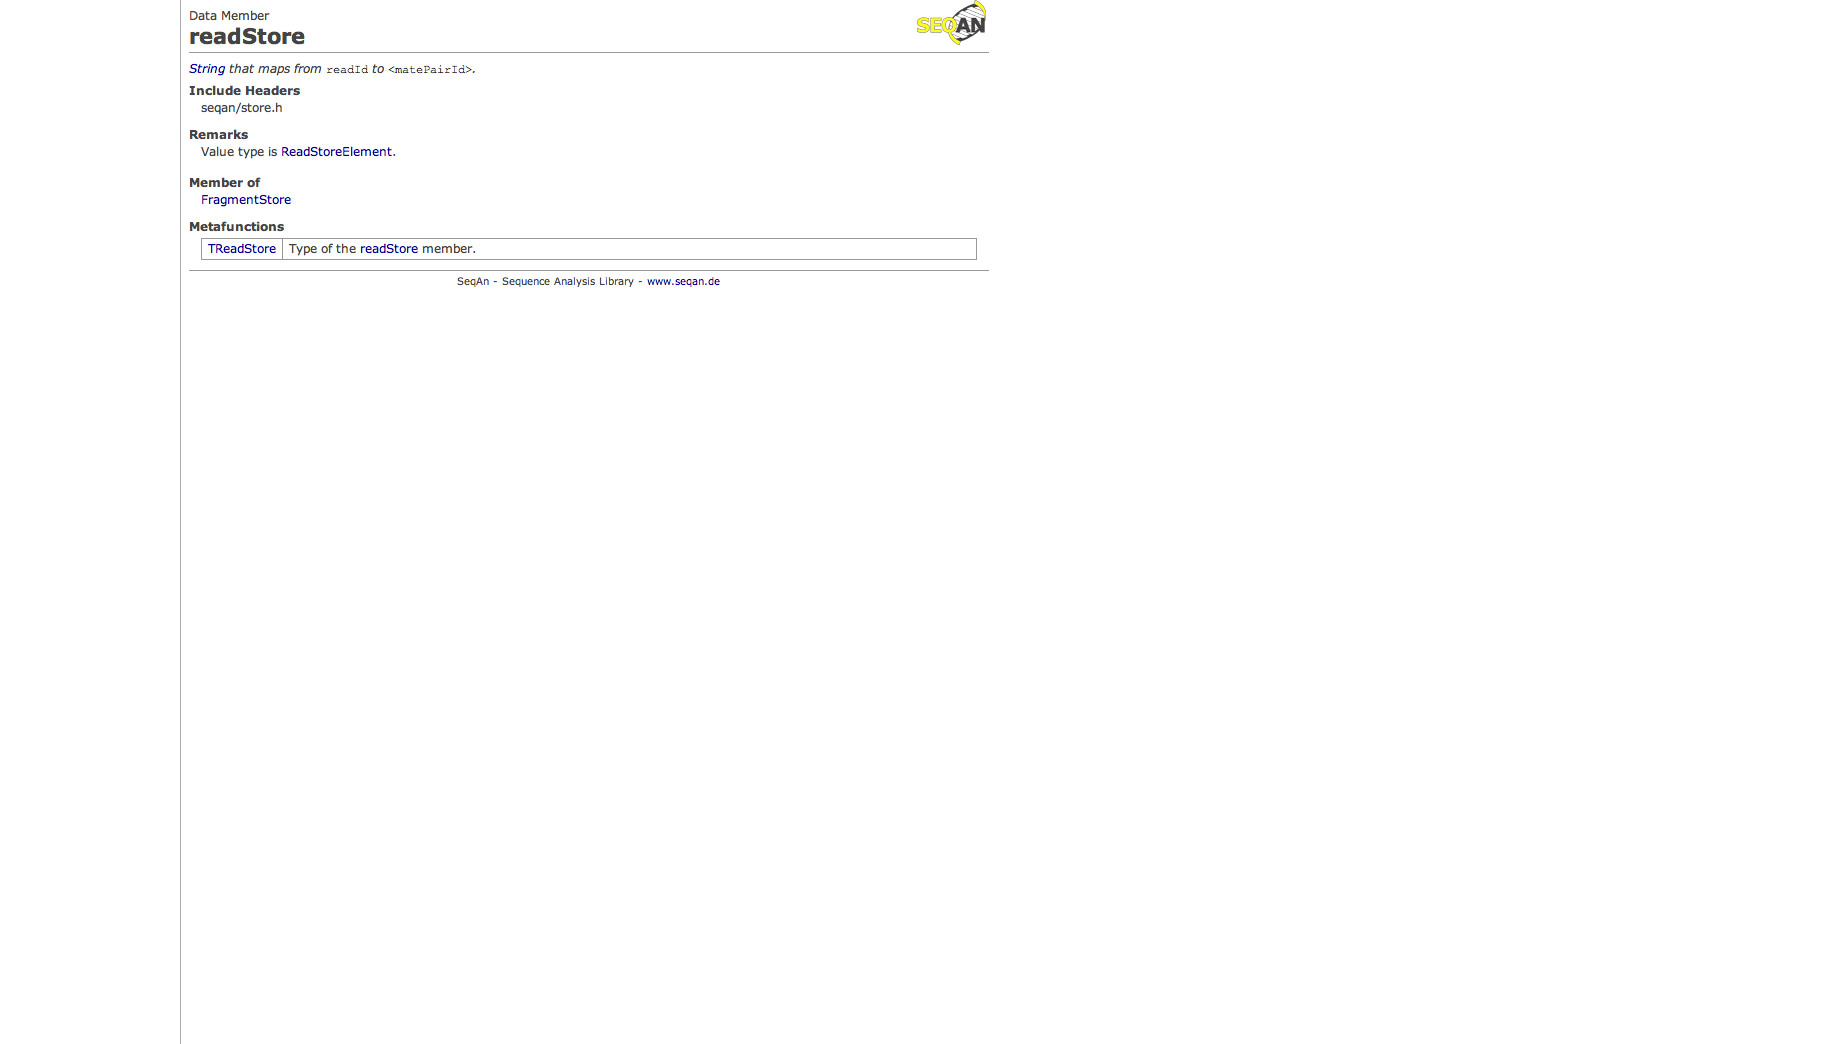 Data Member
SEQAN
readStore
String that maps from readId to <matePairId>.
Include Headers
seqan/store.h
Remarks
Value type is ReadStoreElement.
Member of
FragmentStore
Metafunctions
TReadStore Type of the readStore member.
SeqAn - Sequence Analysis Library - www.seqan.de